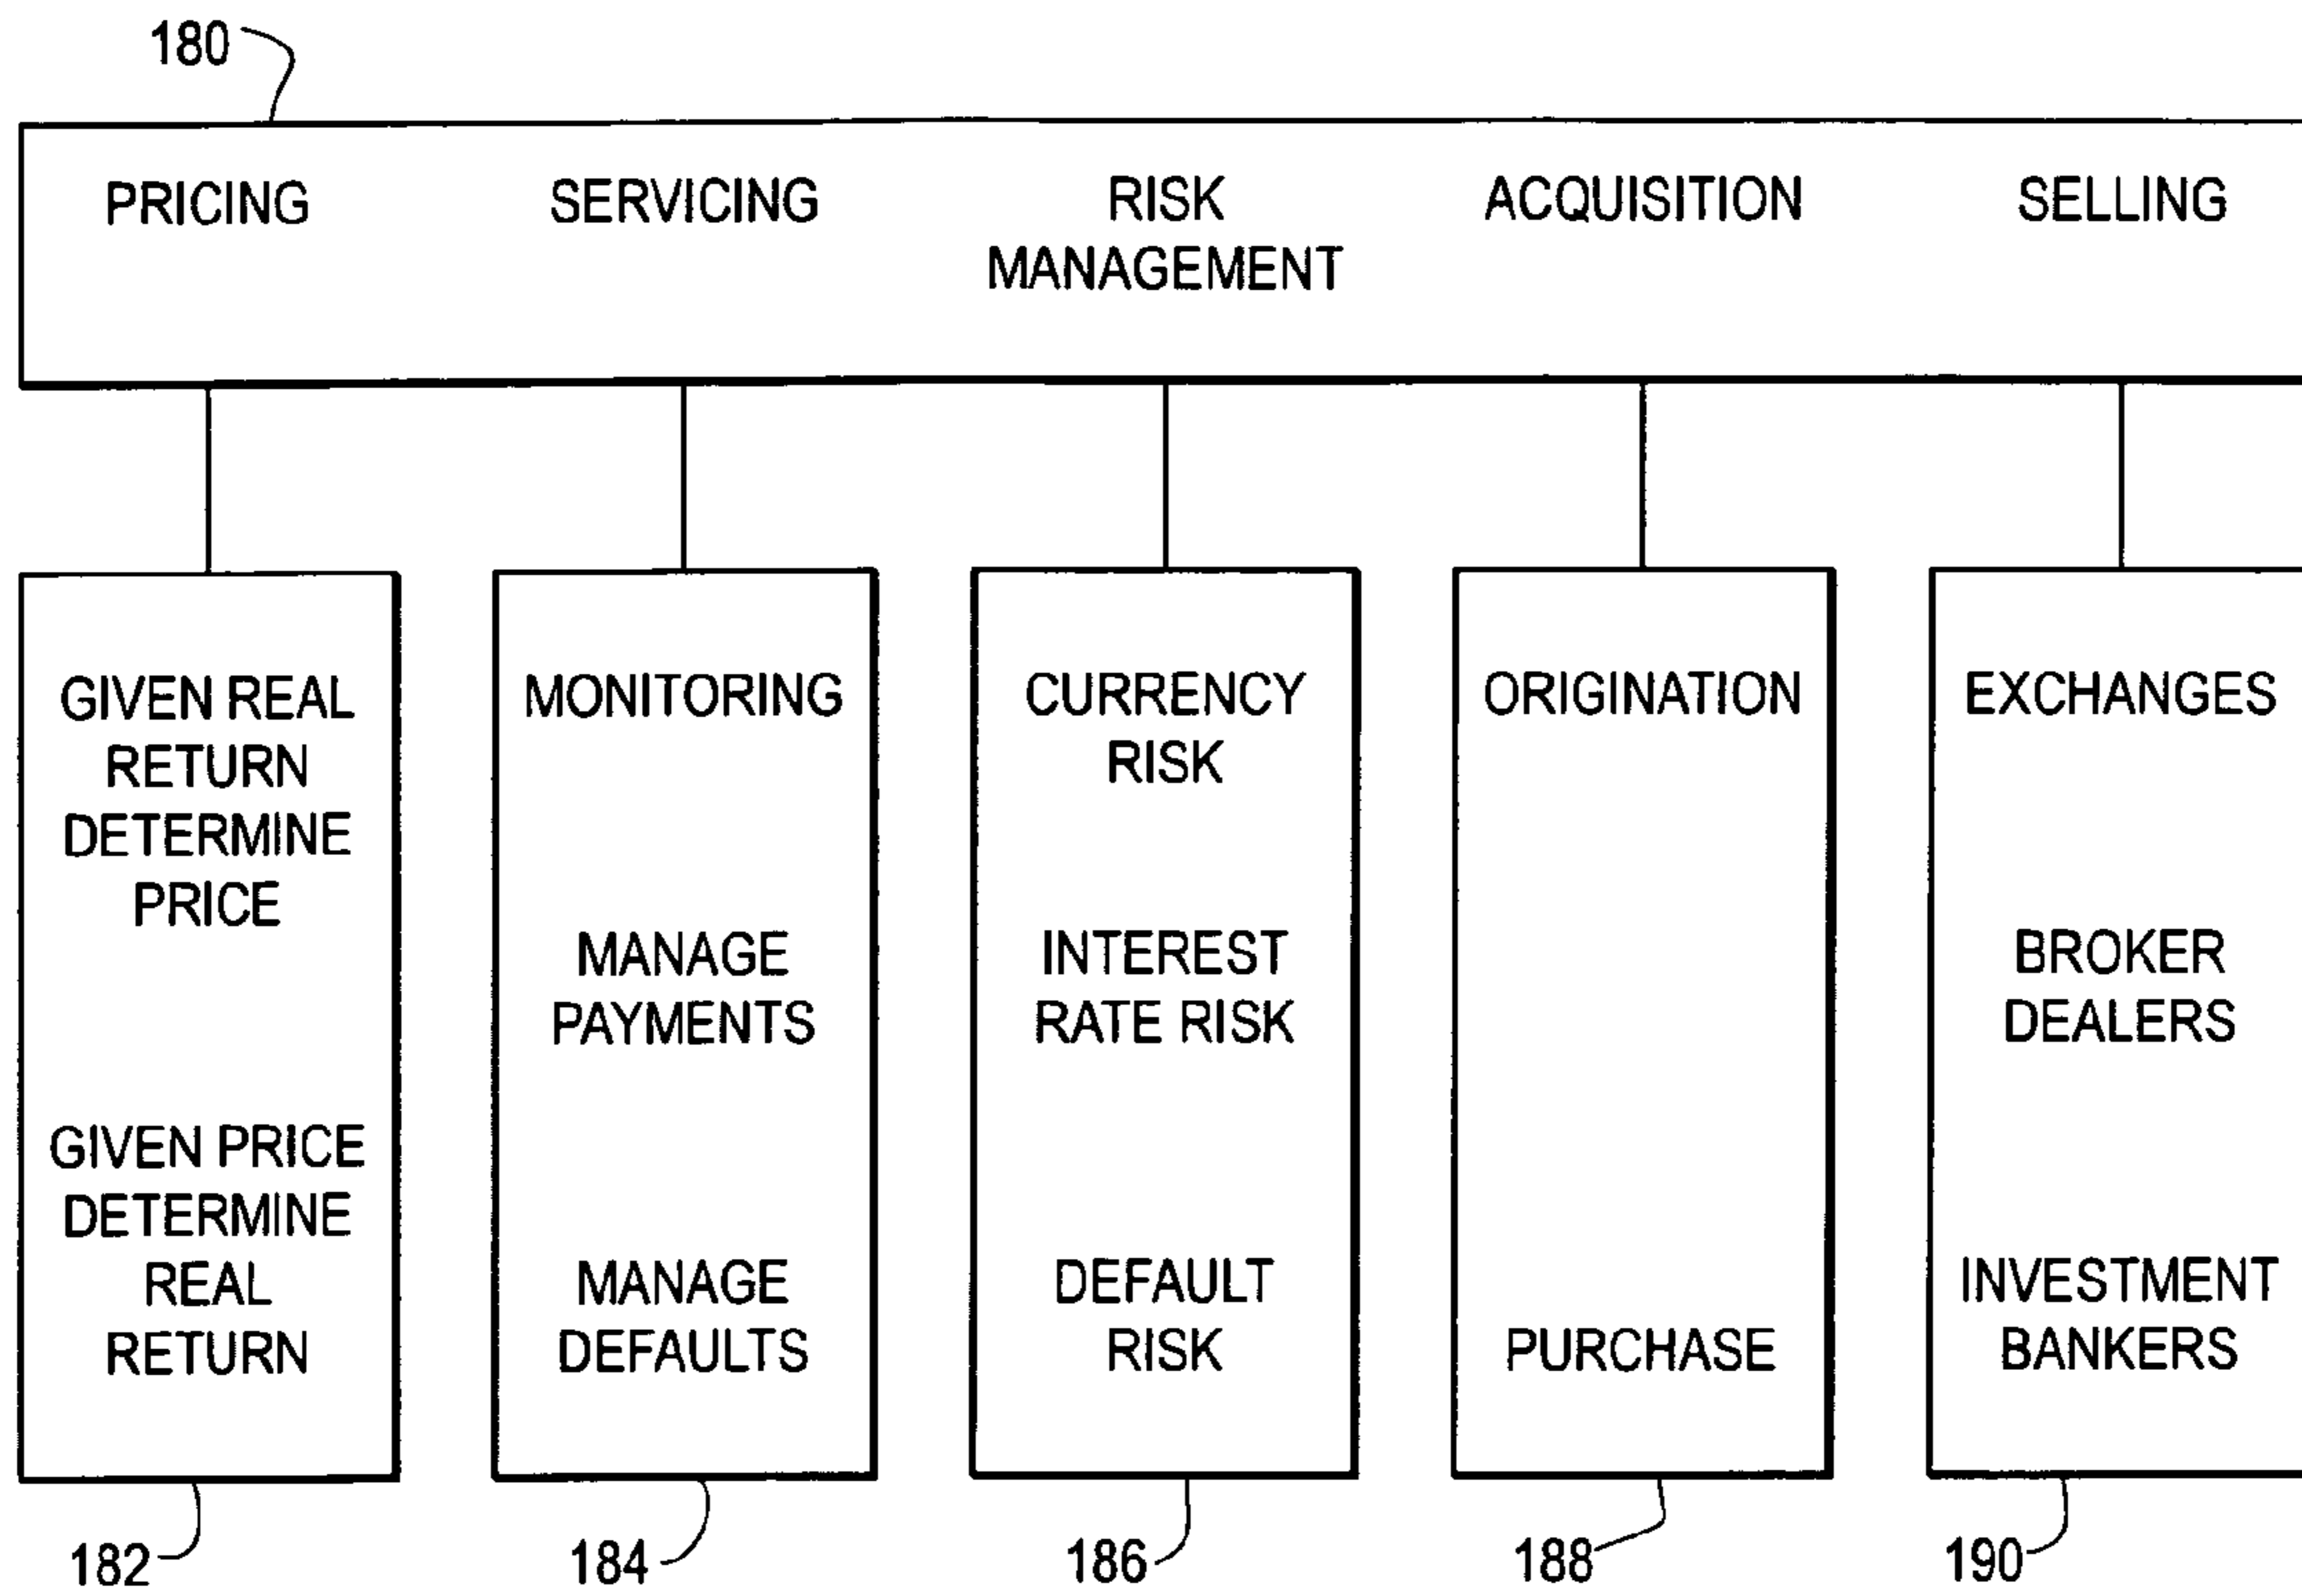 180
PRICING
SERVICING
RISK
MANAGEMENT
ACQUISITION
SELLING
GIVEN REAL
RETURN
DETERMINE
PRICE
GIVEN PRICE
DETERMINE
REAL
RETURN
182
MONITORING
MANAGE
PAYMENTS
MANAGE
DEFAULTS
184
CURRENCY
RISK
INTEREST
RATE RISK
DEFAULT
RISK
186
ORIGINATION
PURCHASE
188
EXCHANGES
BROKER
DEALERS
INVESTMENT
BANKERS
190